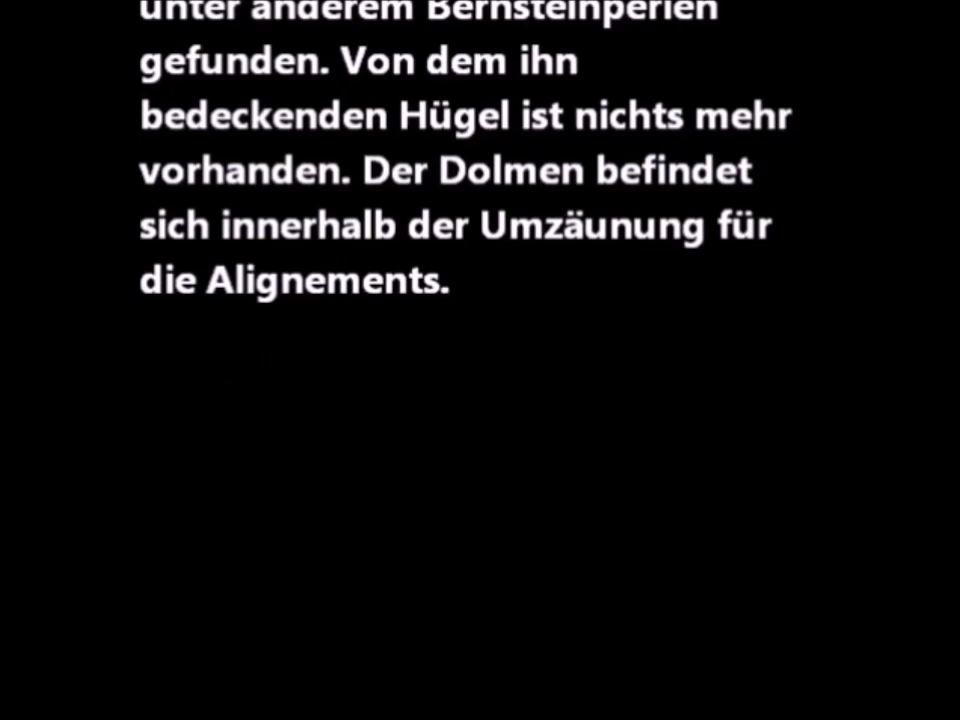 unter anderem Bernsteinperlen
gefunden. Von dem ihn
bedeckenden Hügel ist nichts mehr
vorhanden. Der Dolmen befindet
sich innerhalb der Umzäunung für
die Alignements.